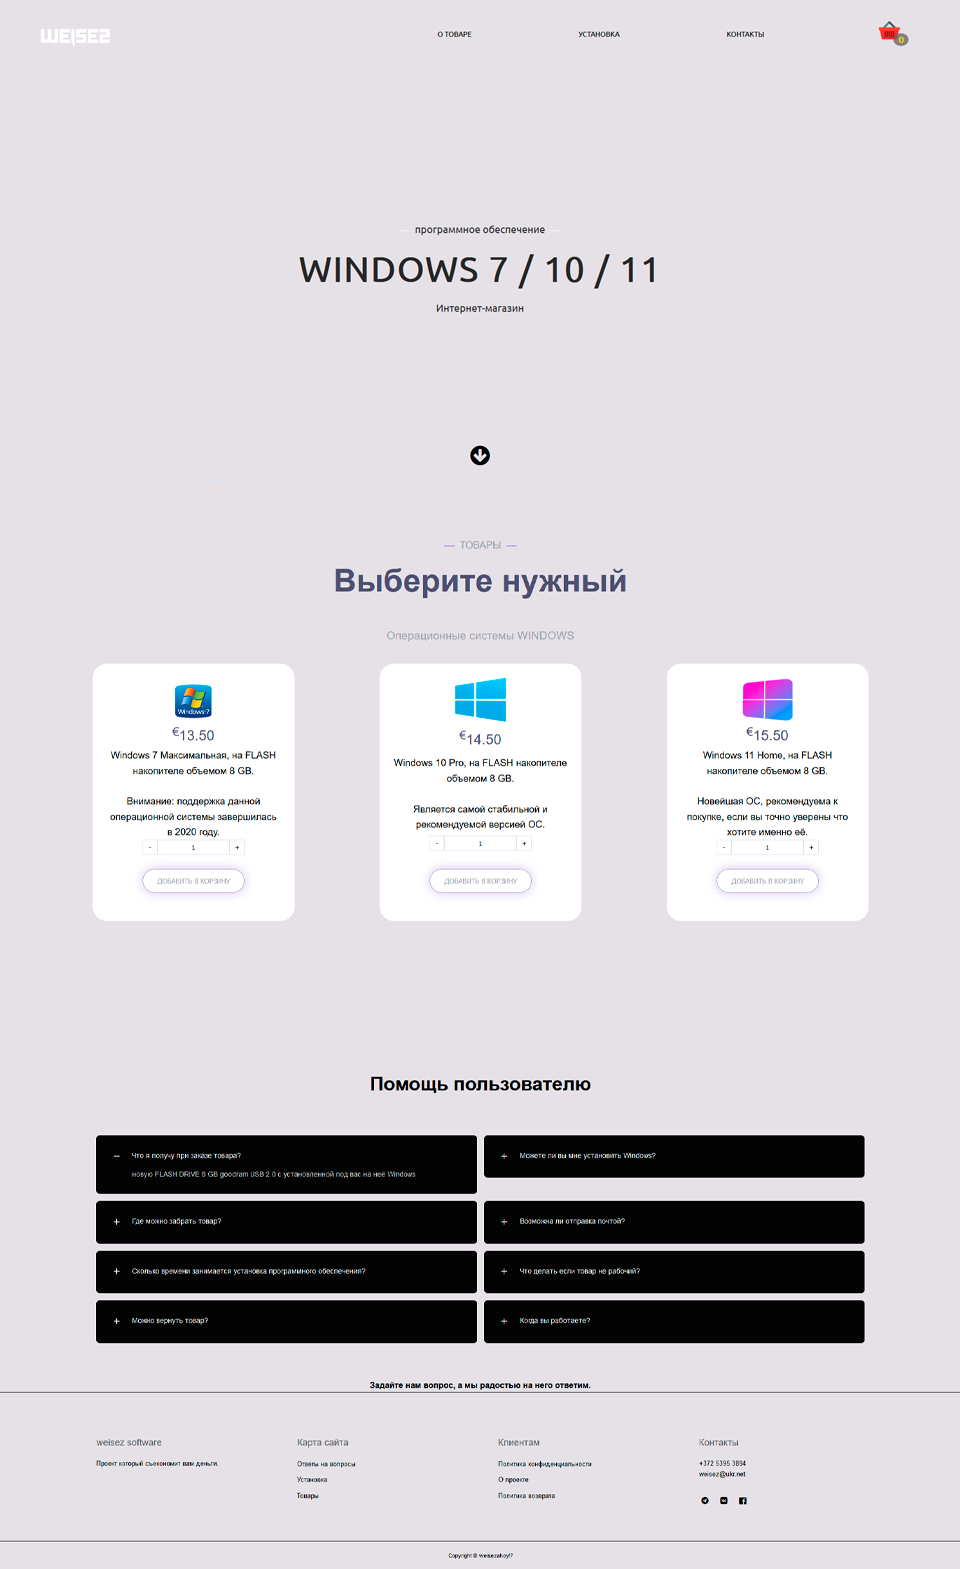 WEISEZ
О ТОВАРЕ
УСТАНОВКА
КОНТАКТЫ
0
программное обеспечение
WINDOWS 7 / 10 / 11
Интернет-магазин
— ТОВАРЫ —
Выберите нужный
Операционные системы WINDOWS
Windows 7
€13.50
Windows 7 Максимальная, на FLASH
накопителе объемом 8 GB.
Внимание: поддержка данной
операционной системы завершилась
в 2020 году.
- 1 +
ДОБАВИТЬ В КОРЗИНУ
€14.50
Windows 10 Pro, на FLASH накопителе
объемом 8 GB.
Является самой стабильной и
рекомендуемой версией ОС.
- 1 +
ДОБАВИТЬ В КОРЗИНУ
€15.50
Windows 11 Home, на FLASH
накопителе объемом 8 GB.
Новейшая ОС, рекомендуема к
покупке, если вы точно уверены что
хотите именно её.
- 1 +
ДОБАВИТЬ В КОРЗИНУ
Помощь пользователю
Что я получу при заказе товара?
новую FLASH DRIVE 8 GB goodram USB 2.0 с установленной под вас на нее Windows
Можете ли вы мне установить Windows?
Где можно забрать товар?
Возможна ли отправка почтой?
Сколько времени занимается установка программного обеспечения?
Что делать если товар не рабочий?
Можно вернуть товар?
Когда вы работаете?
Задайте нам вопрос, а мы радостью на него ответим.
weisez software
Проект который съекономит вам деньги.
Карта сайта
Ответы на вопросы
Установка
Товары
Клиентам
Политика конфиденциальности
О проекте
Политика возврата
Контакты
+372 5395 3894
weisez@ukr.net
Copyright © weisezahoy!?